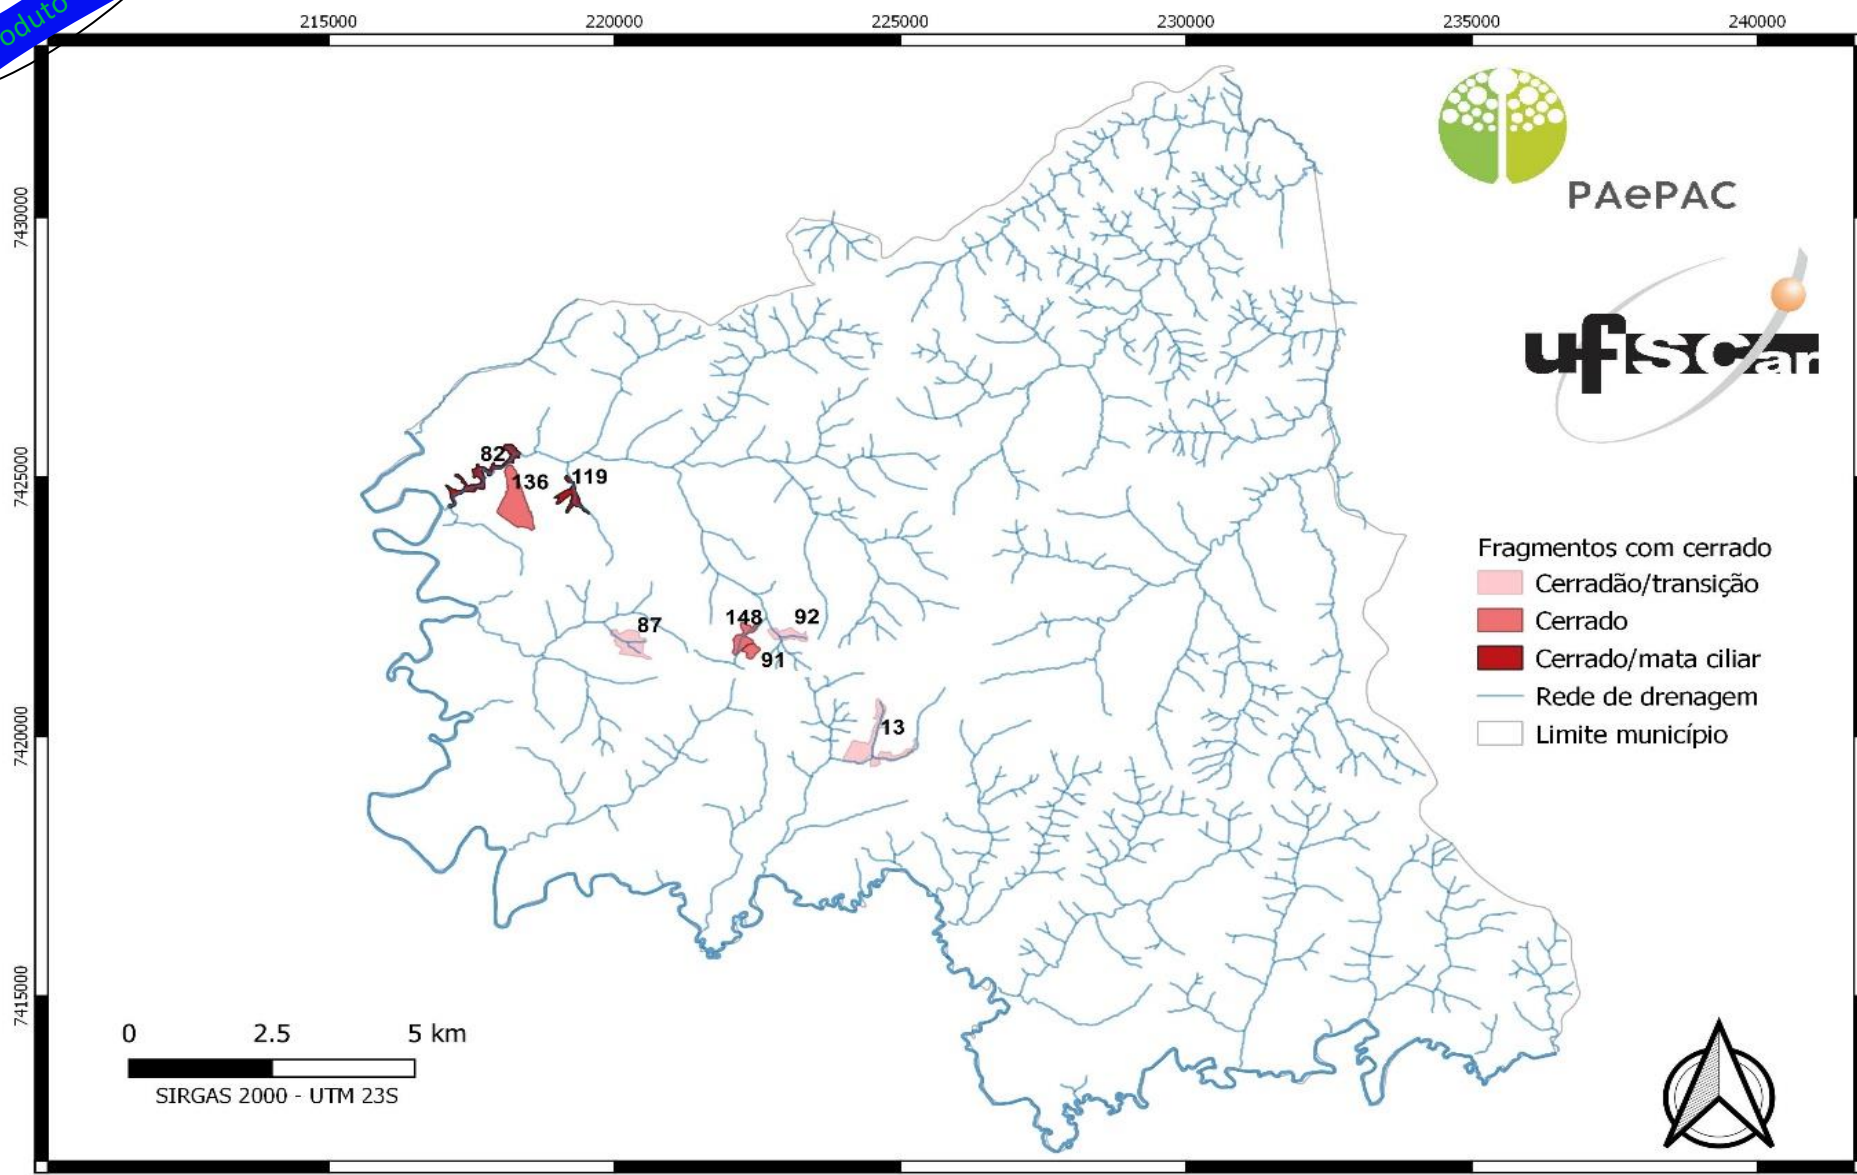 oduto
215000 220000 225000 230000 235000 240000
7430000
7425000
7420000
7415000
PAePAC
ufSCar
82
136
119
87
148
92
91
13
Fragmentos com cerrado
Cerradão/transição
Cerrado
Cerrado/mata ciliar
Rede de drenagem
Limite município
0 2.5 5 km
SIRGAS 2000 - UTM 23S